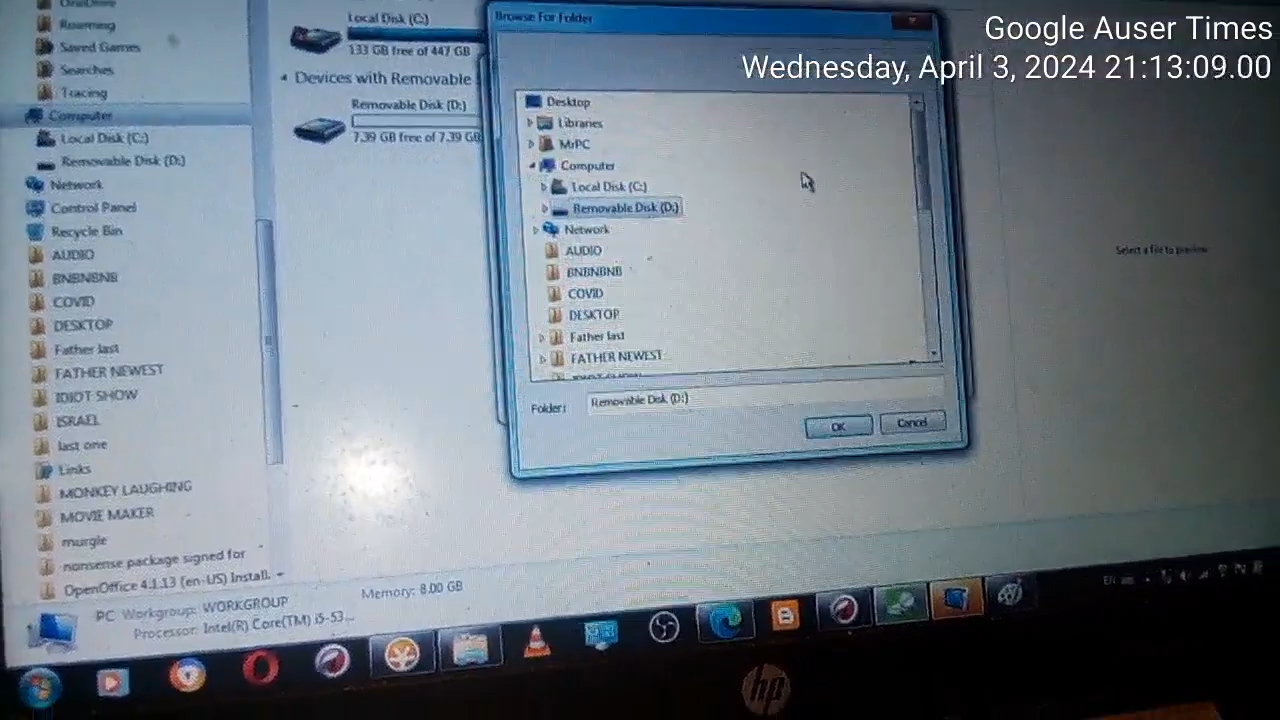 Google Auser Times
Wednesday, April 3, 2024 21:13:09.00
OneDrive
Roaming
Saved Games
Searches
Tracing
Computer
Local Disk (C:)
Removable Disk (D:)
Network
Control Panel
Recycle Bin
AUDIO
BNBNBNB
COVID
DESKTOP
Father last
FATHER NEWEST
IDIOT SHOW
ISRAEL
last one
Links
MONKEY LAUGHING
MOVIE MAKER
murgle
nonsense package signed for
OpenOffice 4.1.13 (en-US) Install.
Local Disk (C:)
133 GB free of 447 GB
Devices with Removable
Removable Disk (D:)
7.39 GB free of 7.39 GB
Browse For Folder
Desktop
Libraries
MrPC
Computer
Local Disk (C:)
Removable Disk (D:)
Network
AUDIO
BNBNBNB
COVID
DESKTOP
Father last
FATHER NEWEST
Folder: Removable Disk (D:)
OK Cancel
Select a file to preview.
PC Workgroup: WORKGROUP Memory: 8.00 GB
Processor: Intel(R) Core(TM) i5-53...
EN
hp